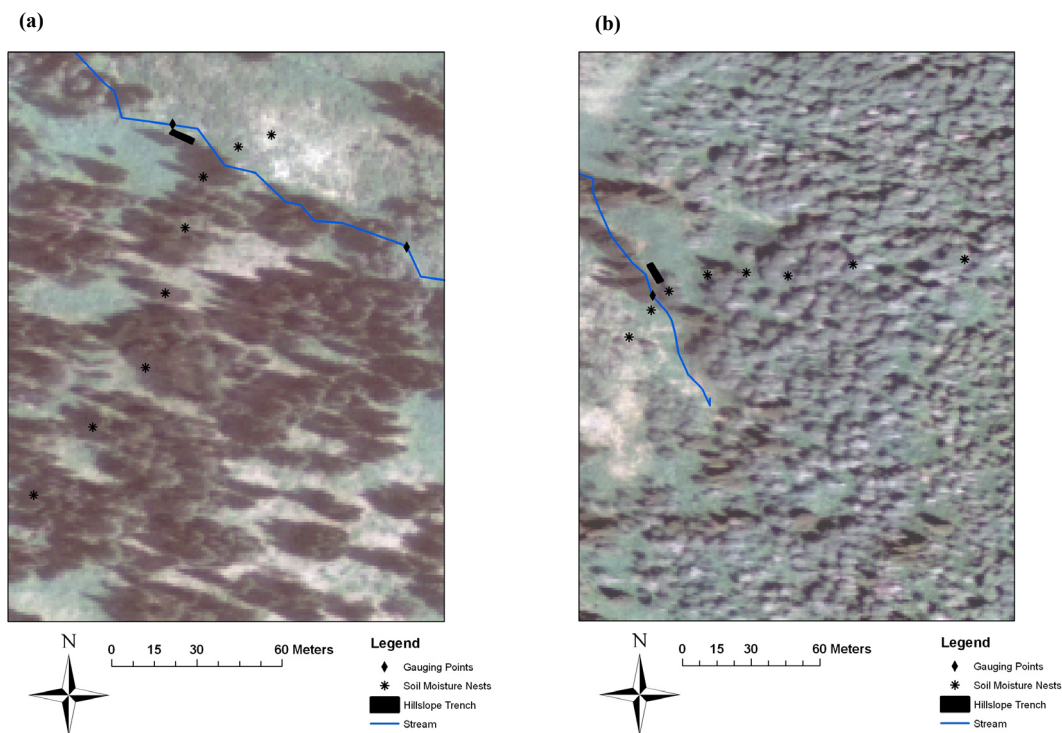 (a)
(b)
N
0 15 30 60 Meters
Legend
Gauging Points
Soil Moisture Nests
Hillslope Trench
Stream
N
0 15 30 60 Meters
Legend
Gauging Points
Soil Moisture Nests
Hillslope Trench
Stream